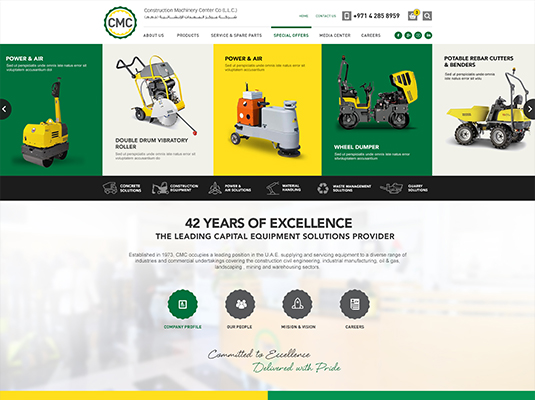 CMC
Construction Machinery Center Co (L.L.C.)
HOME
CONTACT US
+971 4 285 8959
ABOUT US
PRODUCTS
SERVICE & SPARE PARTS
SPECIAL OFFERS
MEDIA CENTER
CAREERS
POWER & AIR
Sed ut perspiciatis unde omnis iste natus error sit
voluptatem accusantium do
DOUBLE DRUM VIBRATORY
ROLLER
Sed ut perspiciatis unde omnis iste natus error sit
voluptatem accusantium do
POWER & AIR
Sed ut perspiciatis unde omnis iste natus error sit
voluptatem accusantium
WHEEL DUMPER
Sed ut perspiciatis unde omnis iste natus error
voluptatem accusantium do
POTABLE REBAR CUTTERS
& BENDERS
Sed ut perspiciatis unde omnis iste natus
error sit
CONCRETE
SOLUTIONS
CONSTRUCTION
EQUIPMENT
POWER &
AIR SOLUTIONS
MATERIAL
HANDLING
WASTE MANAGEMENT
SOLUTIONS
QUARRY
SOLUTIONS
42 YEARS OF EXCELLENCE
THE LEADING CAPITAL EQUIPMENT SOLUTIONS PROVIDER
Established in 1973, CMC occupies a leading position in the U.A.E. supplying and servicing equipment to a diverse range of
industries and commercial undertakings covering the construction civil engineering, industrial manufacturing, oil & gas,
landscaping , mining and warehousing sectors.
COMPANY PROFILE
OUR PEOPLE
MISION & VISION
CAREERS
Committed to Excellence
Delivered with Pride